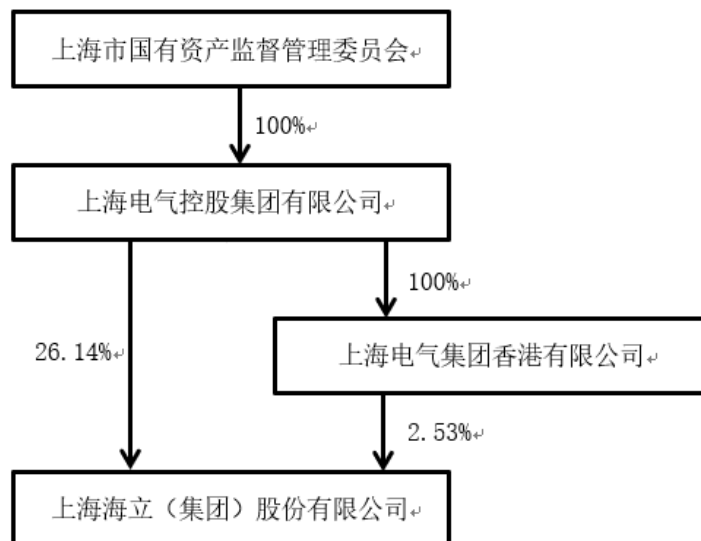 上海市国有资产监督管理委员会
100%
上海电气控股集团有限公司
100%
26.14%
上海电气集团香港有限公司
2.53%
上海海立（集团）股份有限公司